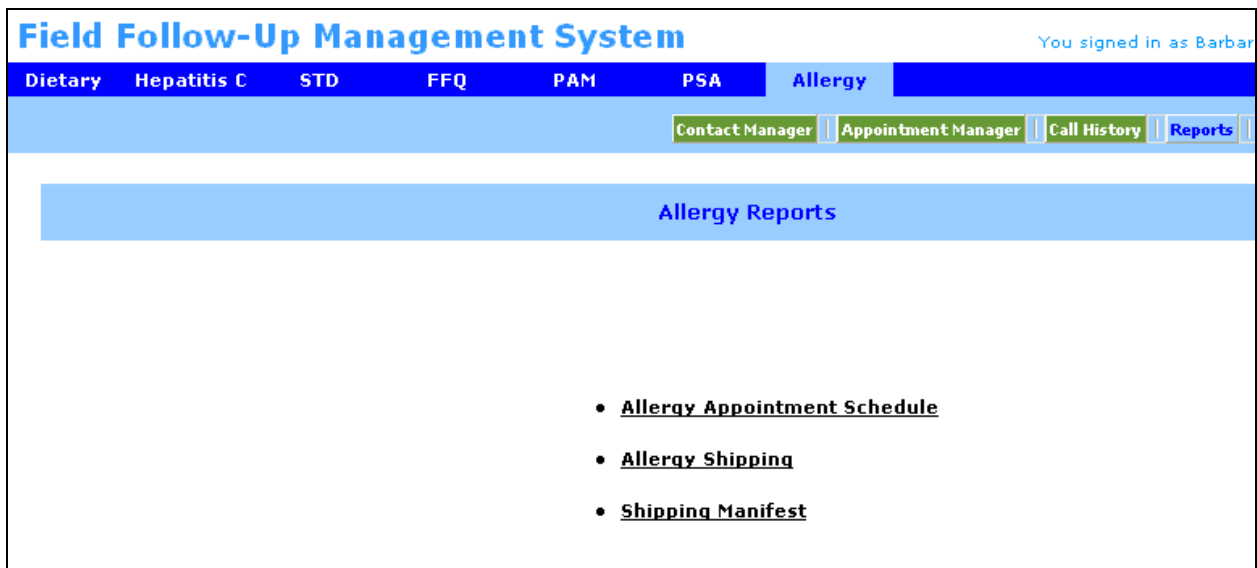 Field Follow-Up Management System
You signed in as Barbar
Dietary Hepatitis C STD FFQ PAM PSA Allergy
Contact Manager Appointment Manager Call History Reports
Allergy Reports
• Allergy Appointment Schedule
• Allergy Shipping
• Shipping Manifest